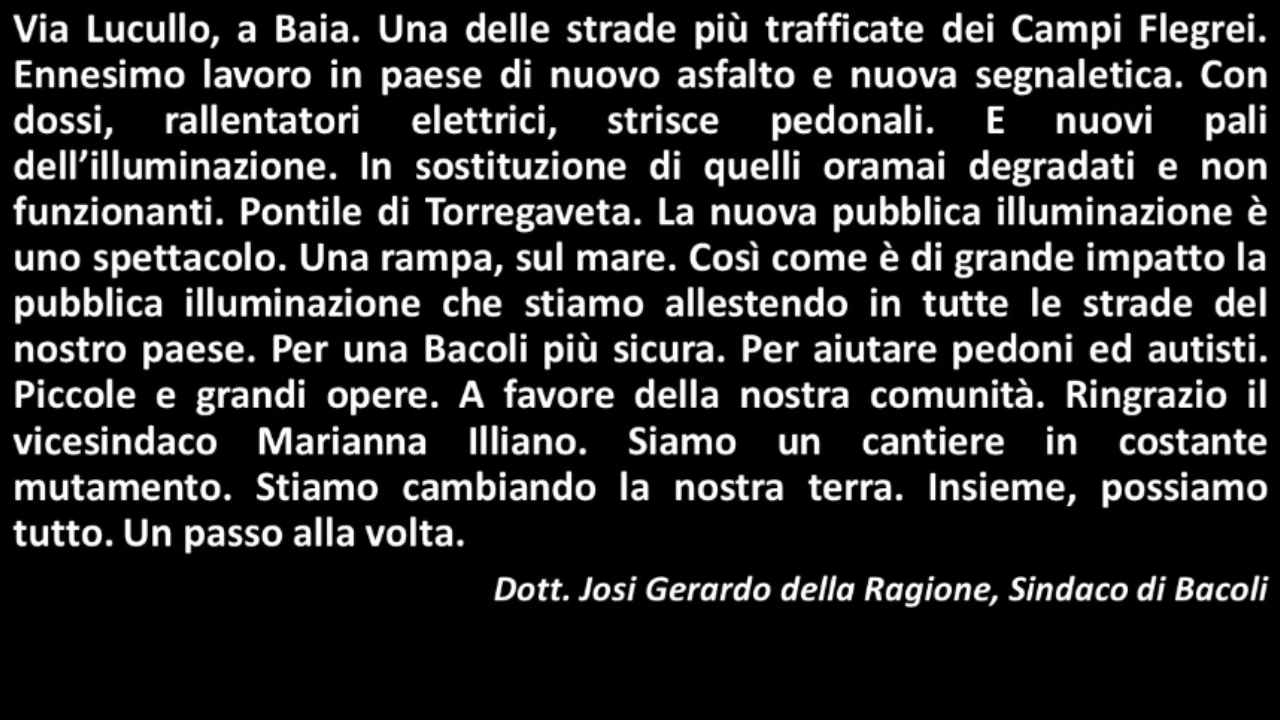 Via Lucullo, a Baia. Una delle strade più trafficate dei Campi Flegrei.
Ennesimo lavoro in paese di nuovo asfalto e nuova segnaletica. Con
dossi, rallentatori elettrici, strisce pedonali. E nuovi pali
dell’illuminazione. In sostituzione di quelli oramai degradati e non
funzionanti. Pontile di Torregaveta. La nuova pubblica illuminazione è
uno spettacolo. Una rampa, sul mare. Così come è di grande impatto la
pubblica illuminazione che stiamo allestendo in tutte le strade del
nostro paese. Per una Bacoli più sicura. Per aiutare pedoni ed autisti.
Piccole e grandi opere. A favore della nostra comunità. Ringrazio il
vicesindaco Marianna Illiano. Siamo un cantiere in costante
mutamento. Stiamo cambiando la nostra terra. Insieme, possiamo
tutto. Un passo alla volta.
Dott. Josi Gerardo della Ragione, Sindaco di Bacoli